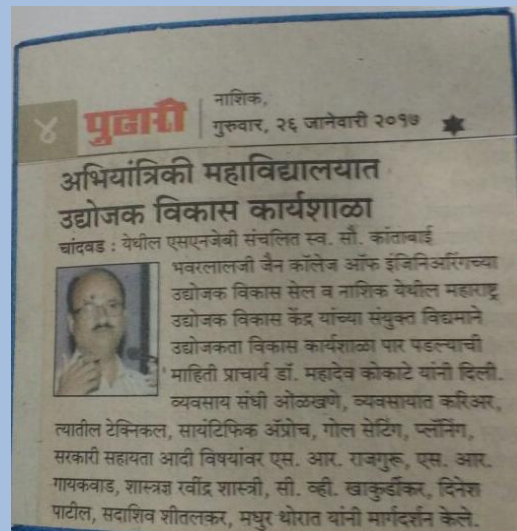 ४ पुढारी
नाशिक,
गुरुवार, २६ जानेवारी २०१७
अभियांत्रिकी महाविद्यालयात
उद्योजक विकास कार्यशाळा
चांदवड : येथील एसएनजेबी संचलित स्व. सौ. कांताबाई
भवरलालजी जैन कॉलेज ऑफ इंजिनिअरिंगच्या
उद्योजक विकास सेल व नाशिक येथील महाराष्ट्र
उद्योजक विकास केंद्र यांच्या संयुक्त विद्यमाने
उद्योजकता विकास कार्यशाळा पार पडल्याची
माहिती प्राचार्य डॉ. महादेव कोकाटे यांनी दिली.
व्यवसाय संधी ओळखणे, व्यवसायात करिअर,
त्यातील टेक्निकल, सायंटिफिक अ‍ॅप्रोच, गोल सेटिंग, प्लॅनिंग,
सरकारी सहायता आदी विषयांवर एस. आर. राजगुरू, एस. आर.
गायकवाड, शास्त्रज्ञ रवींद्र शास्त्री, सी. व्ही. खाकुर्डीकर, दिनेश
पाटील, सदाशिव शीतलकर, मधुर थोरात यांनी मार्गदर्शन केले.